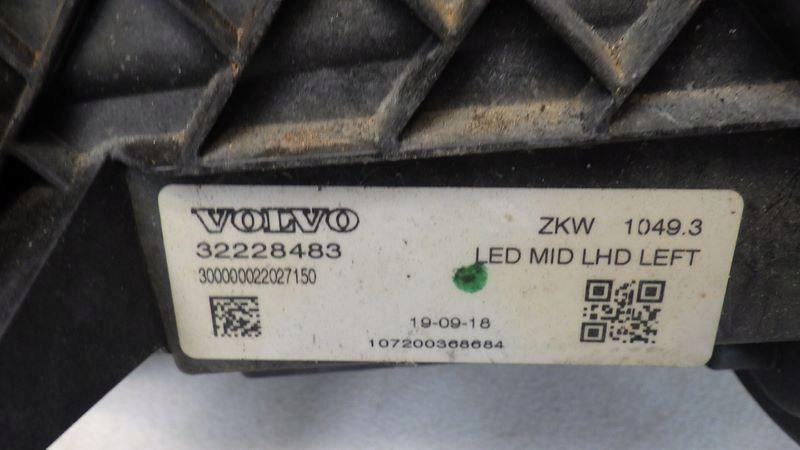 VOLVO
32228483
300000022027150
ZKW 1049.3
LED MID LHD LEFT
19-09-18
107200368684